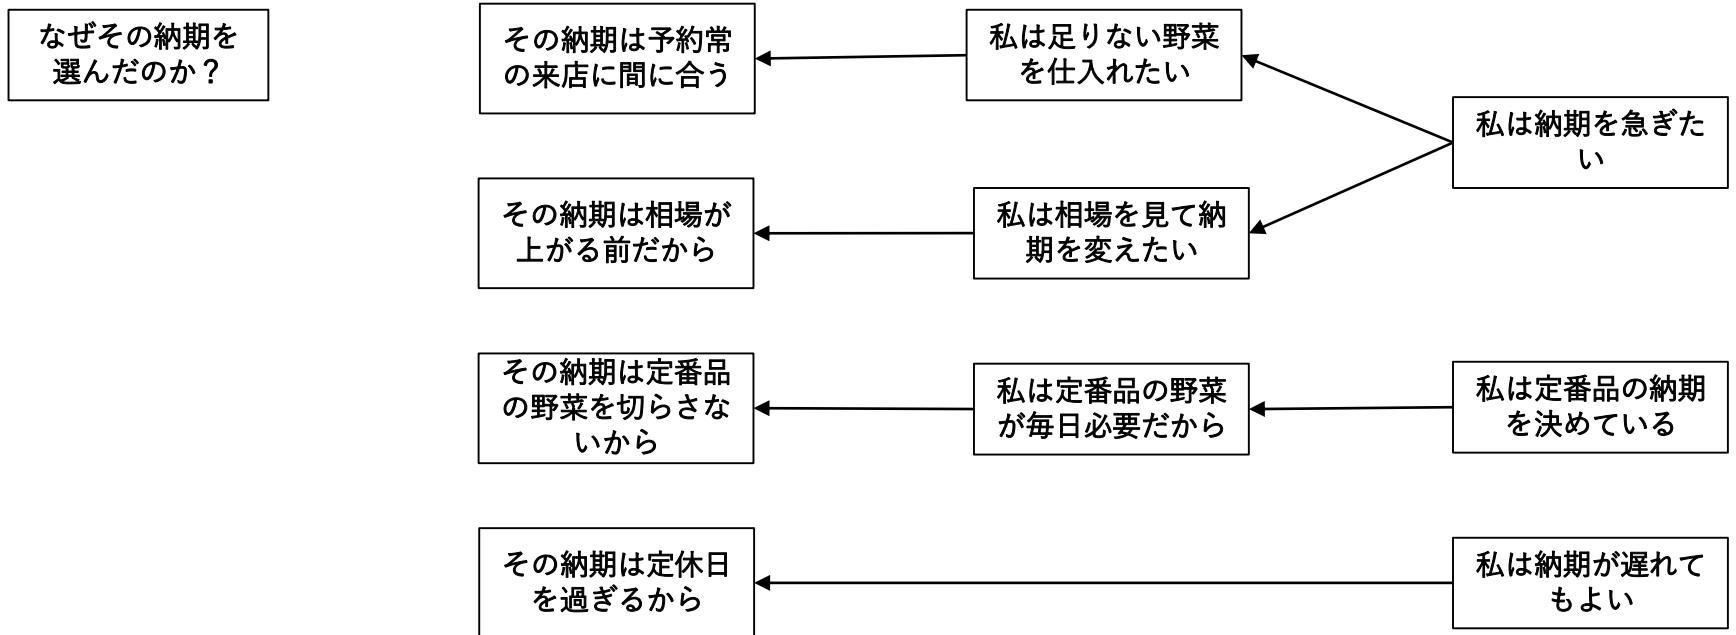 なぜその納期を
選んだのか？
その納期は予約常
の来店に間に合う
私は足りない野菜
を仕入れたい
私は納期を急ぎた
い
その納期は相場が
上がる前だから
私は相場を見て納
期を変えたい
その納期は定番品
の野菜を切らさな
いから
私は定番品の野菜
が毎日必要だから
私は定番品の納期
を決めている
その納期は定休日
を過ぎるから
私は納期が遅れて
もよい